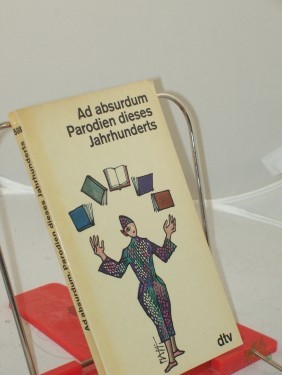 Ad absurdum
Parodien dieses
Jahrhunderts
dtv
Ad absurdum. Parodien dieses Jahrhunderts